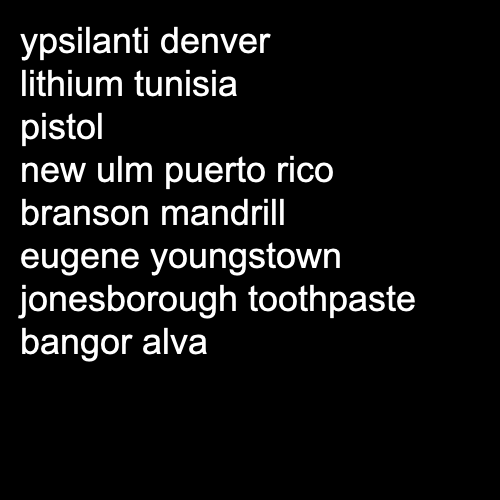 ypsilanti denver
lithium tunisia
pistol
new ulm puerto rico
branson mandrill
eugene youngstown
jonesborough toothpaste
bangor alva